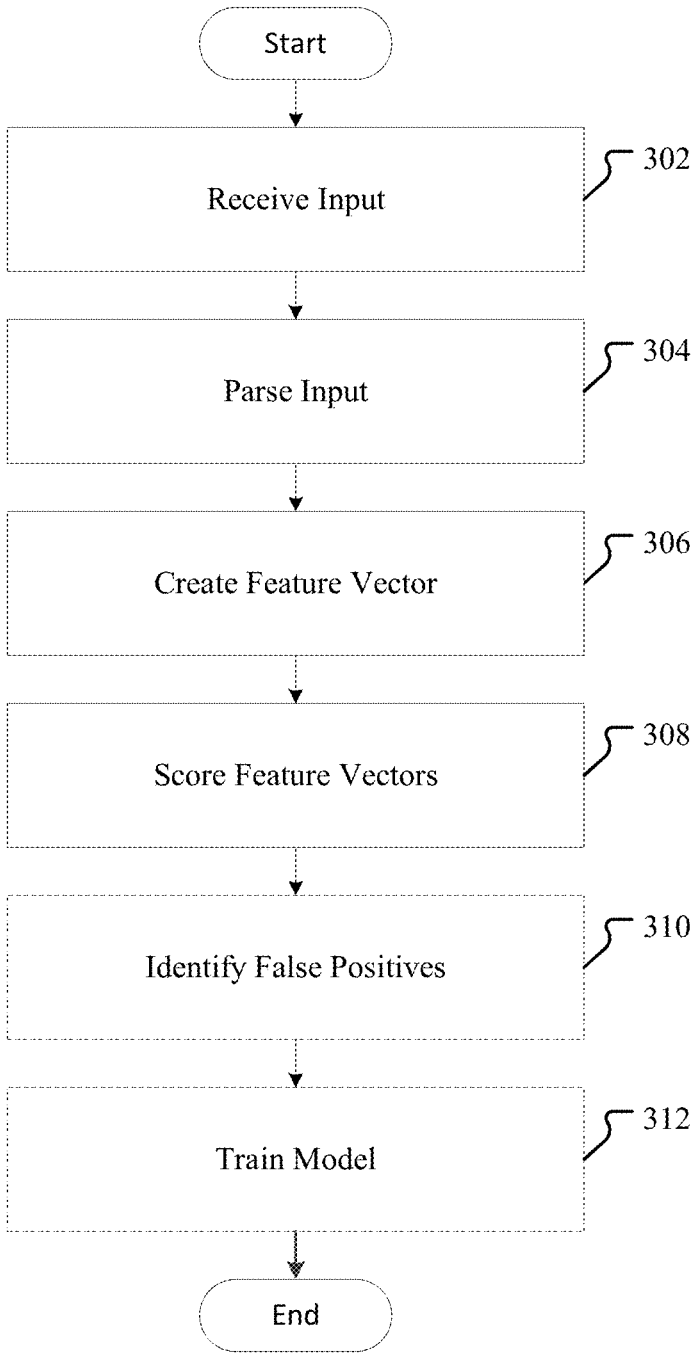 Start
Receive Input
302
Parse Input
304
Create Feature Vector
306
Score Feature Vectors
308
Identify False Positives
310
Train Model
312
End